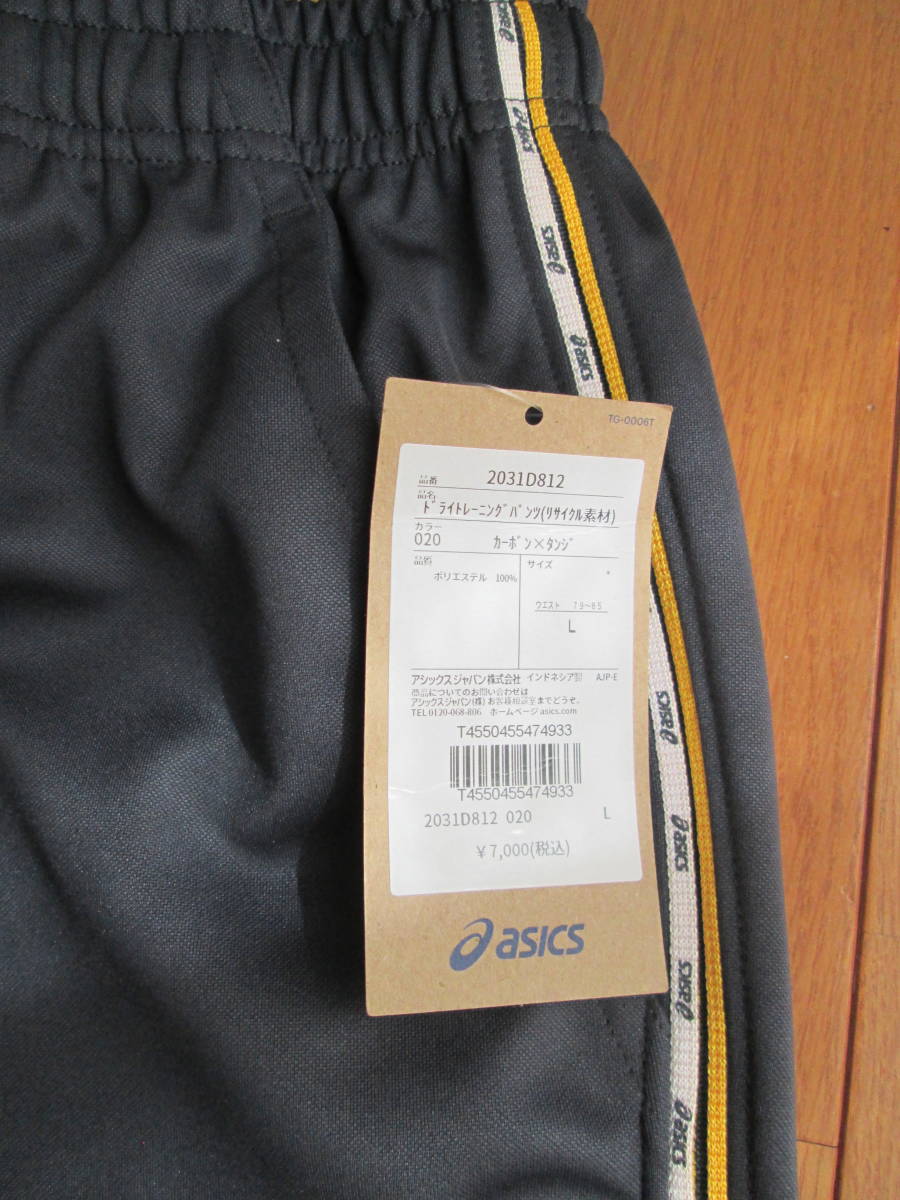 asics
asics
asics
asics
TG-0006T
品番 2031D812
品名
ﾄﾞﾗｲﾄﾚｰﾆﾝｸﾞﾊﾟﾝﾂ(ﾘｻｲｸﾙ素材)
カラー
020 ｶｰﾎﾞﾝ×ﾀﾝｼﾞ
品質 サイズ
ポリエステル 100%
ウエスト 79～85
L
アシックスジャパン株式会社 インドネシア製 AJP-E
商品についてのお問い合わせは
アシックスジャパン(株)お客様相談室までどうぞ。
TEL 0120-068-806 ホームページ asics.com
T4550455474933
T4550455474933
2031D812 020 L
￥7,000(税込)
asics
asics
asics
asics
asics